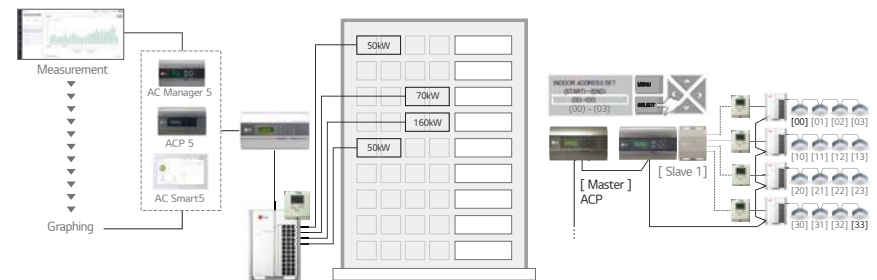 Measurement
AC Manager 5
ACP 5
AC Smart5
Graphing
50kW
70kW
160kW
50kW
INDOOR ADDRESS SET
(START)~(END)
(00)~(00)
(00) – (03)
MENU
SELECT
[ Master ]
ACP
[ Slave 1]
[00] [01] [02] [03]
[10] [11] [12] [13]
[20] [21] [22] [23]
[30] [31] [32] [33]